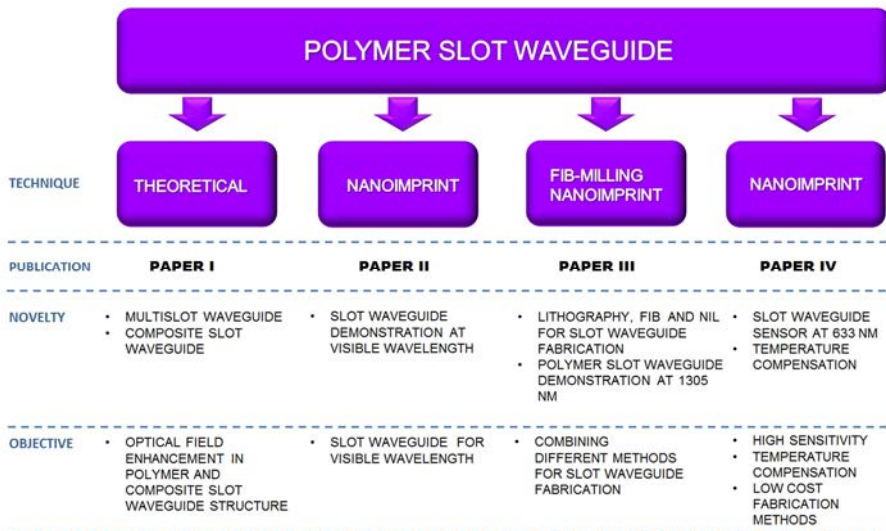 POLYMER SLOT WAVEGUIDE
TECHNIQUE
THEORETICAL
NANOIMPRINT
FIB-MILLING
NANOIMPRINT
NANOIMPRINT
PUBLICATION
PAPER I
PAPER II
PAPER III
PAPER IV
NOVELTY
• MULTISLOT WAVEGUIDE
• COMPOSITE SLOT
WAVEGUIDE
• SLOT WAVEGUIDE
DEMONSTRATION AT
VISIBLE WAVELENGTH
• LITHOGRAPHY, FIB AND NIL
FOR SLOT WAVEGUIDE
FABRICATION
• POLYMER SLOT WAVEGUIDE
DEMONSTRATION AT 1305
NM
• SLOT WAVEGUIDE
SENSOR AT 633 NM
• TEMPERATURE
COMPENSATION
OBJECTIVE
• OPTICAL FIELD
ENHANCEMENT IN
POLYMER AND
COMPOSITE SLOT
WAVEGUIDE STRUCTURE
• SLOT WAVEGUIDE FOR
VISIBLE WAVELENGTH
• COMBINING
DIFFERENT METHODS
FOR SLOT WAVEGUIDE
FABRICATION
• HIGH SENSITIVITY
• TEMPERATURE
COMPENSATION
• LOW COST
FABRICATION
METHODS